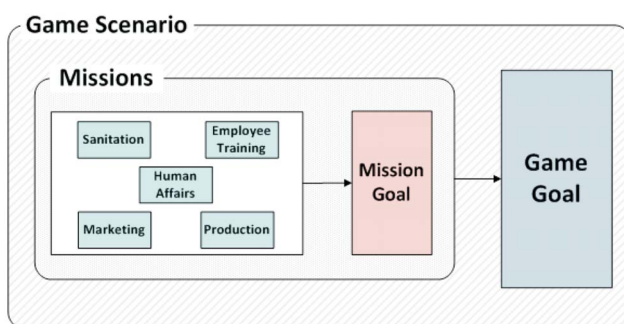 Game Scenario
Missions
Sanitation
Employee
Training
Human
Affairs
Marketing
Production
Mission
Goal
Game
Goal